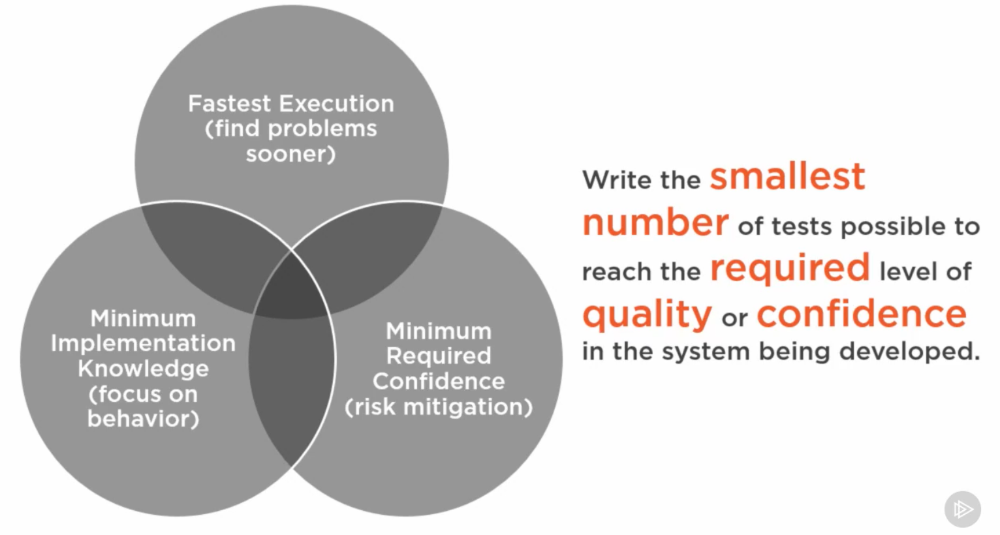 Fastest Execution
(find problems
sooner)
Minimum
Implementation
Knowledge
(focus on
behavior)
Minimum
Required
Confidence
(risk mitigation)
Write the smallest
number of tests possible to
reach the required level of
quality or confidence
in the system being developed.